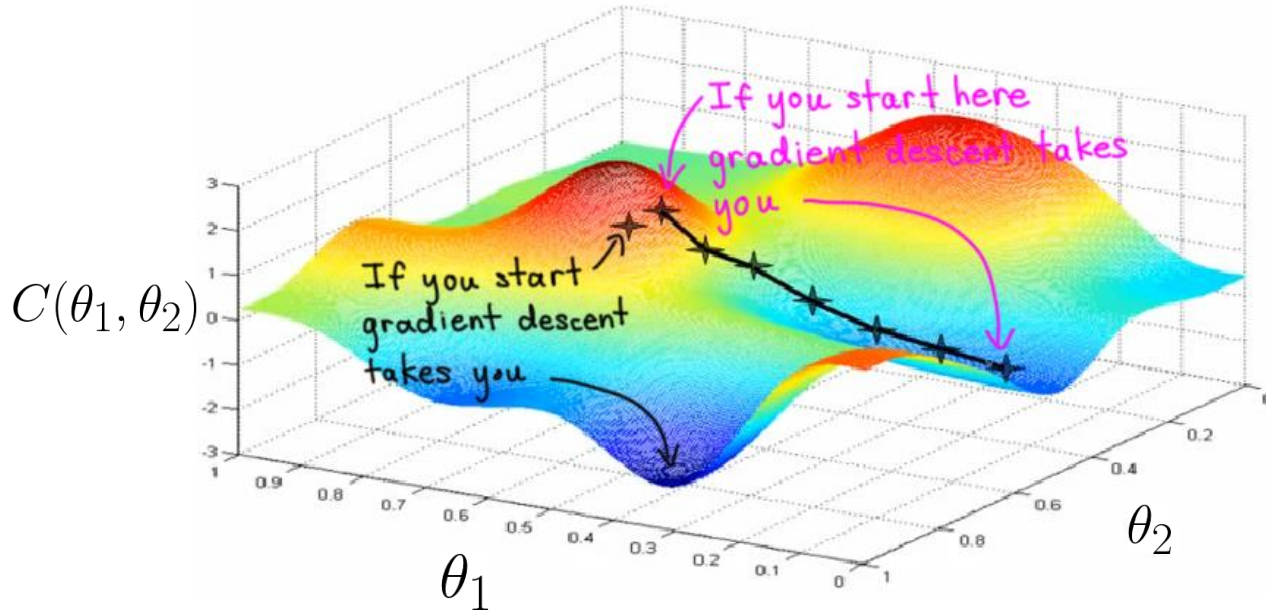 If you start here
gradient descent takes
you
If you start
gradient descent
takes you
C(θ₁, θ₂)
3
2
1
0
-1
-2
-3
1
0.9
0.8
0.7
0.6
0.5
0.4
0.3
0.2
0.1
0
θ₁
1
0.8
0.6
0.4
0.2
θ₂